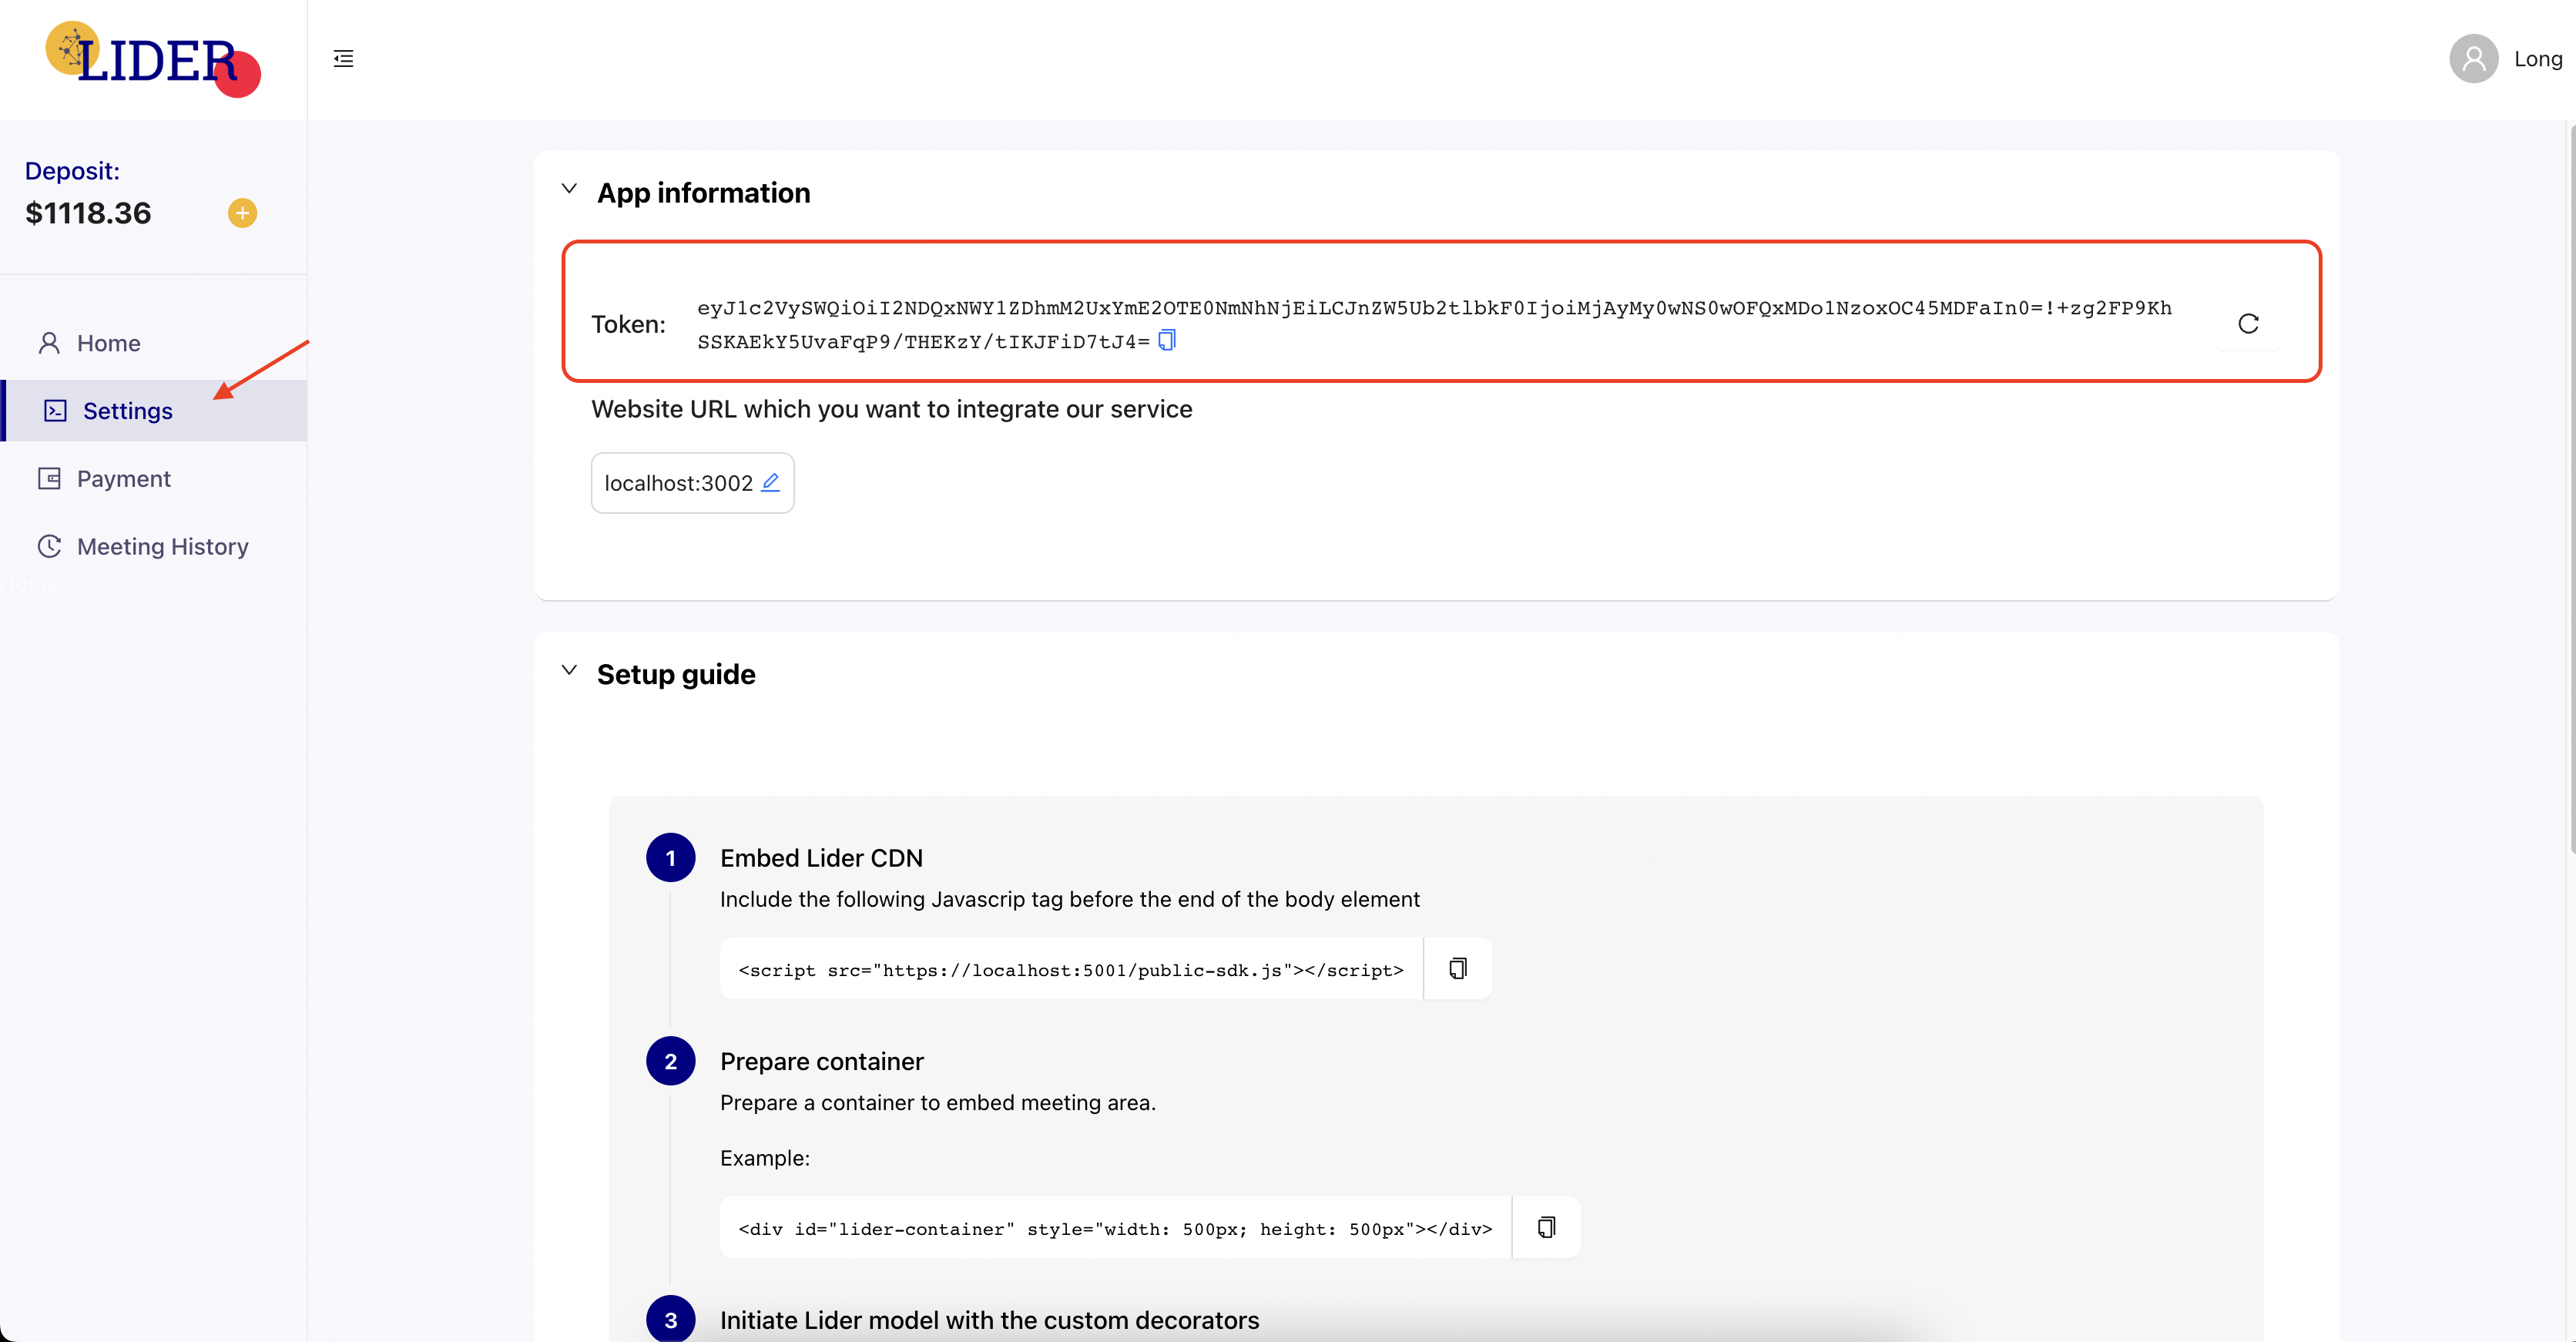 LIDER
Long
Deposit:
$1118.36
Home
Settings
Payment
Meeting History
Home
App information
Token:
eyJ1c2VySWQiOiI2NDQxNWY1ZDhmM2UxYmE2OTE0NmNhNjEiLCJnZW5Ub2tlbkF0IjoiMjAyMy0wNS0wOFQxMDo1NzoxOC45MDFaIn0=!+zg2FP9Kh
SSKAEkY5UvaFqP9/THEKzY/tIKJFiD7tJ4=
Website URL which you want to integrate our service
localhost:3002
Setup guide
1
Embed Lider CDN
Include the following Javascrip tag before the end of the body element
<script src="https://localhost:5001/public-sdk.js"></script>
2
Prepare container
Prepare a container to embed meeting area.
Example:
<div id="lider-container" style="width: 500px; height: 500px"></div>
3
Initiate Lider model with the custom decorators